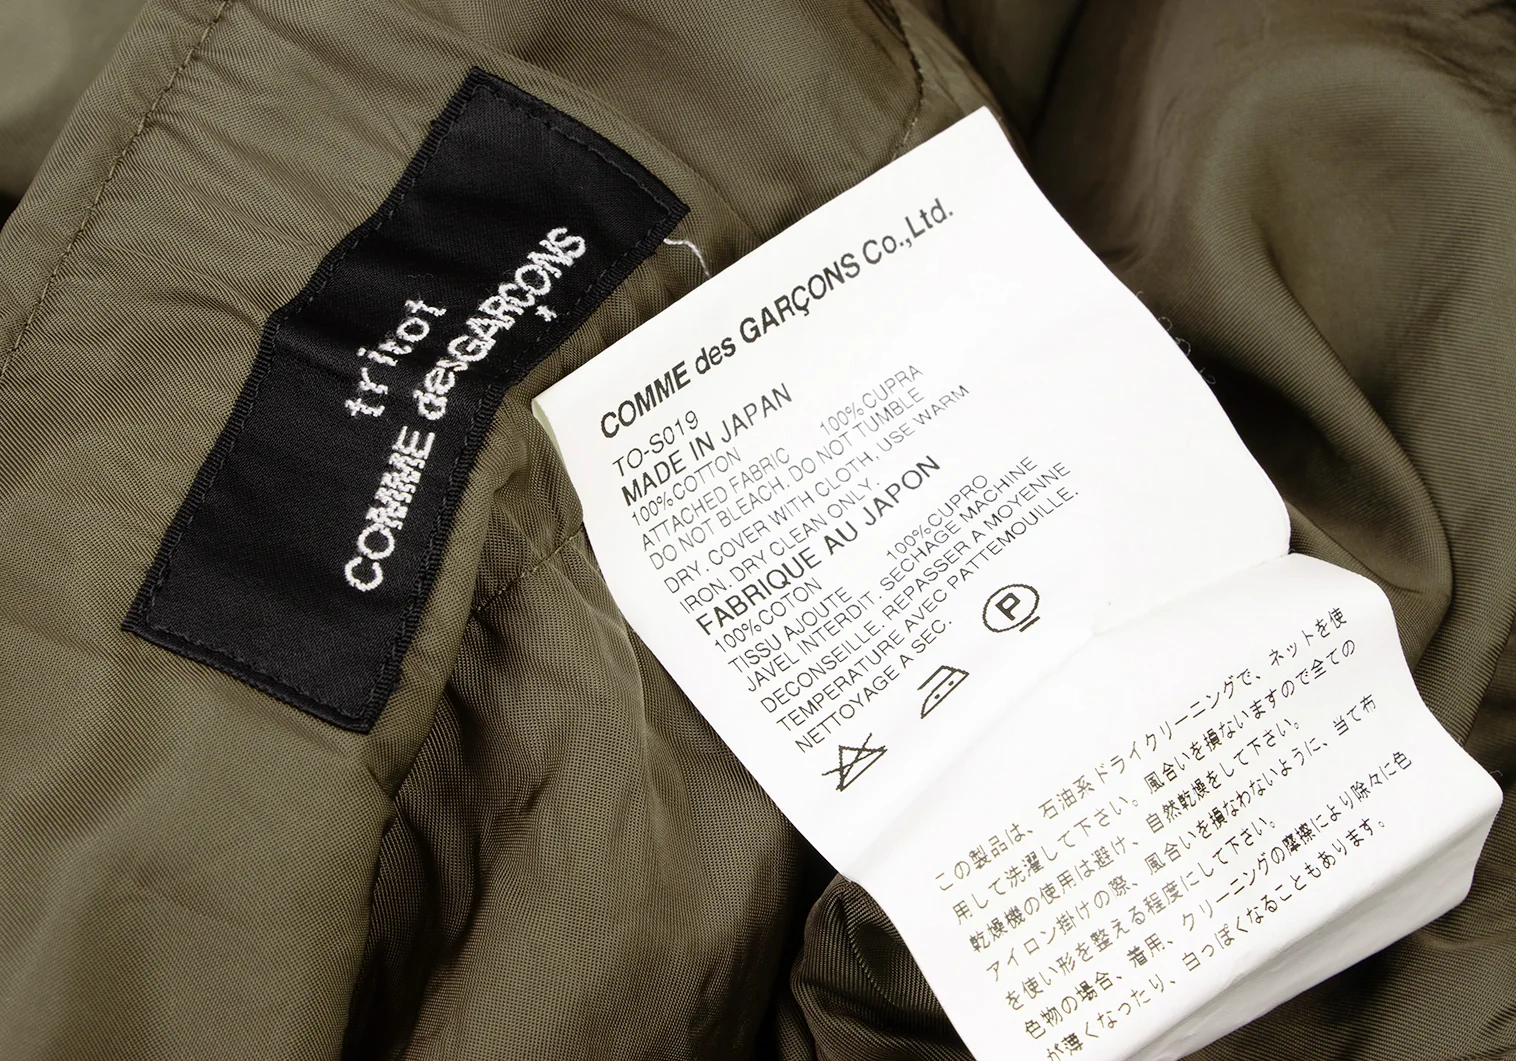 tricot
COMME desGARÇONS
COMME des GARÇONS Co.,Ltd.
TO-S019
MADE IN JAPAN
100%COTTON
ATTACHED FABRIC 100%CUPRA
DO NOT BLEACH. DO NOT TUMBLE
DRY. COVER WITH CLOTH, USE WARM
IRON. DRY CLEAN ONLY.
FABRIQUE AU JAPON
100%COTON
TISSU AJOUTE 100%CUPRO
JAVEL INTERDIT. SECHAGE MACHINE
DECONSEILLE. REPASSER A MOYENNE
TEMPERATURE AVEC PATTEMOUILLE.
NETTOYAGE A SEC.
P
この製品は、石油系ドライクリーニングで、ネットを使
用して洗濯して下さい。風合いを損ないますので全ての
乾燥機の使用は避け、自然乾燥をして下さい。
アイロン掛けの際、風合いを損なわないように、当て布
を使い形を整える程度にして下さい。
色物の場合、着用、クリーニングの摩擦により除々に色
が薄くなったり、白っぽくなることもあります。